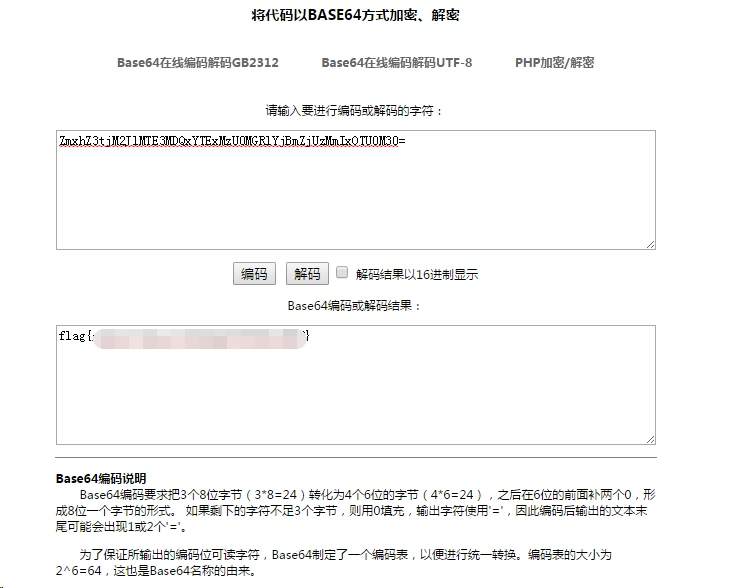 将代码以BASE64方式加密、解密
Base64在线编码解码GB2312 Base64在线编码解码UTF-8 PHP加密/解密
请输入要进行编码或解码的字符：
ZmxhZ3tjM2JlMTE3MDQxYTExMzU0MGRlYjBmZjUzMmIxOTU0M30=
编码 解码 解码结果以16进制显示
Base64编码或解码结果：
flag{ }
Base64编码说明
Base64编码要求把3个8位字节（3*8=24）转化为4个6位的字节（4*6=24），之后在6位的前面补两个0，形
成8位一个字节的形式。 如果剩下的字符不足3个字节，则用0填充，输出字符使用'='，因此编码后输出的文本末
尾可能会出现1或2个'='。
为了保证所输出的编码位可读字符，Base64制定了一个编码表，以便进行统一转换。编码表的大小为
2^6=64，这也是Base64名称的由来。